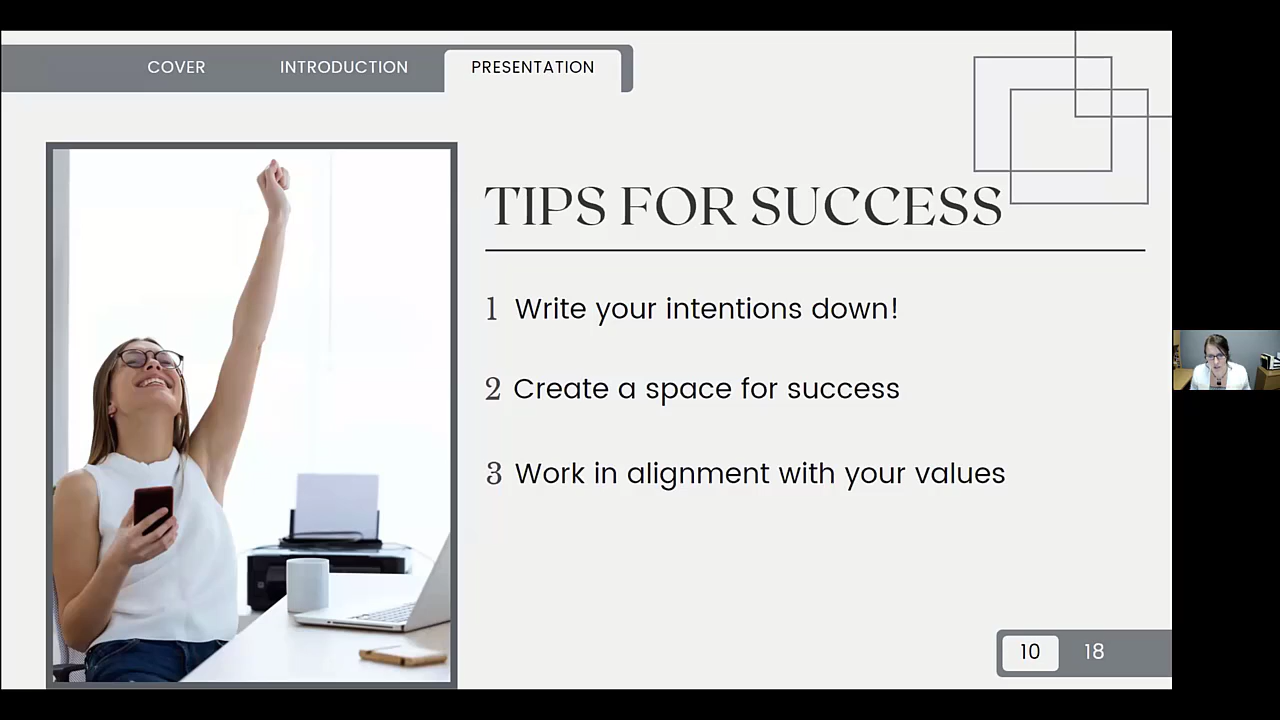 COVER
INTRODUCTION
PRESENTATION
TIPS FOR SUCCESS
1 Write your intentions down!
2 Create a space for success
3 Work in alignment with your values
10 18